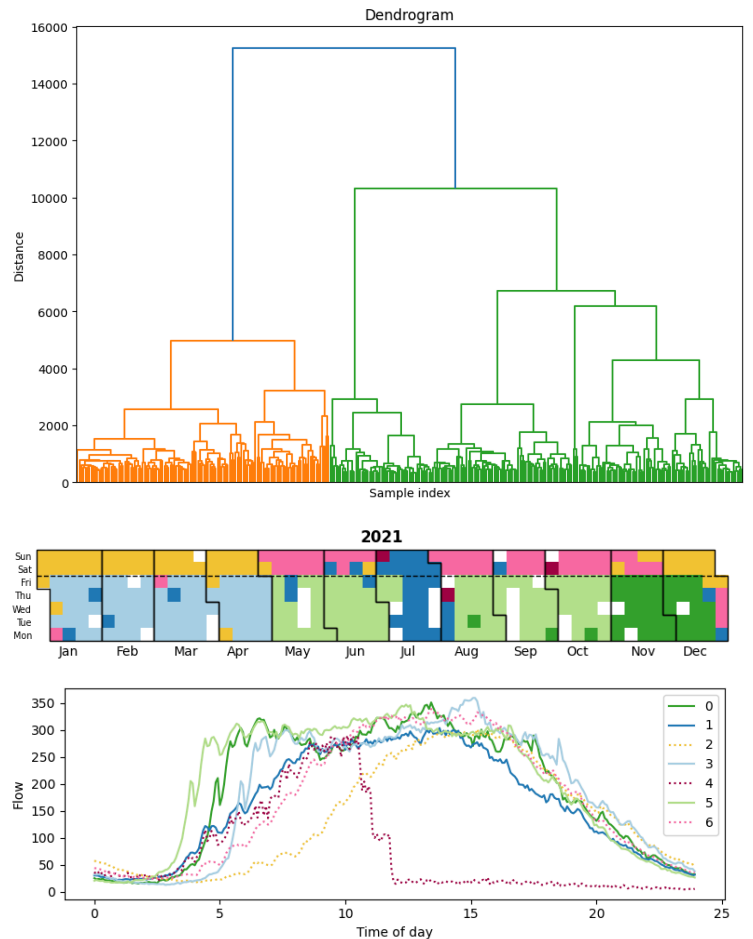 Dendrogram
16000
14000
12000
10000
8000
6000
4000
2000
0
Distance
Sample index
2021
Sun
Sat
Fri
Thu
Wed
Tue
Mon
Jan Feb Mar Apr May Jun Jul Aug Sep Oct Nov Dec
350
300
250
200
150
100
50
0
Flow
0 5 10 15 20 25
Time of day
0
1
2
3
4
5
6